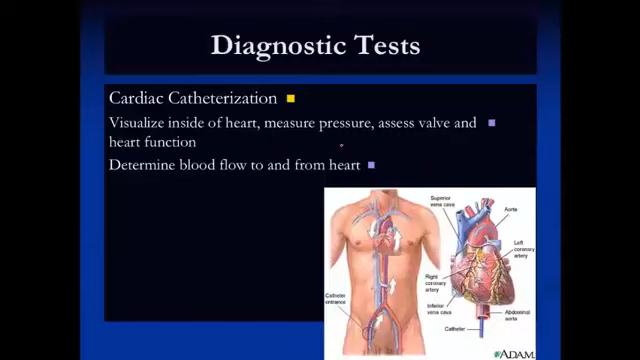 Diagnostic Tests
Cardiac Catheterization
Visualize inside of heart, measure pressure, assess valve and
heart function
Determine blood flow to and from heart
Catheter
entrance
Superior
vena cava
Aorta
Left
coronary
artery
Right
coronary
artery
Inferior
vena cava
Abdominal
aorta
Catheter
ADAM.